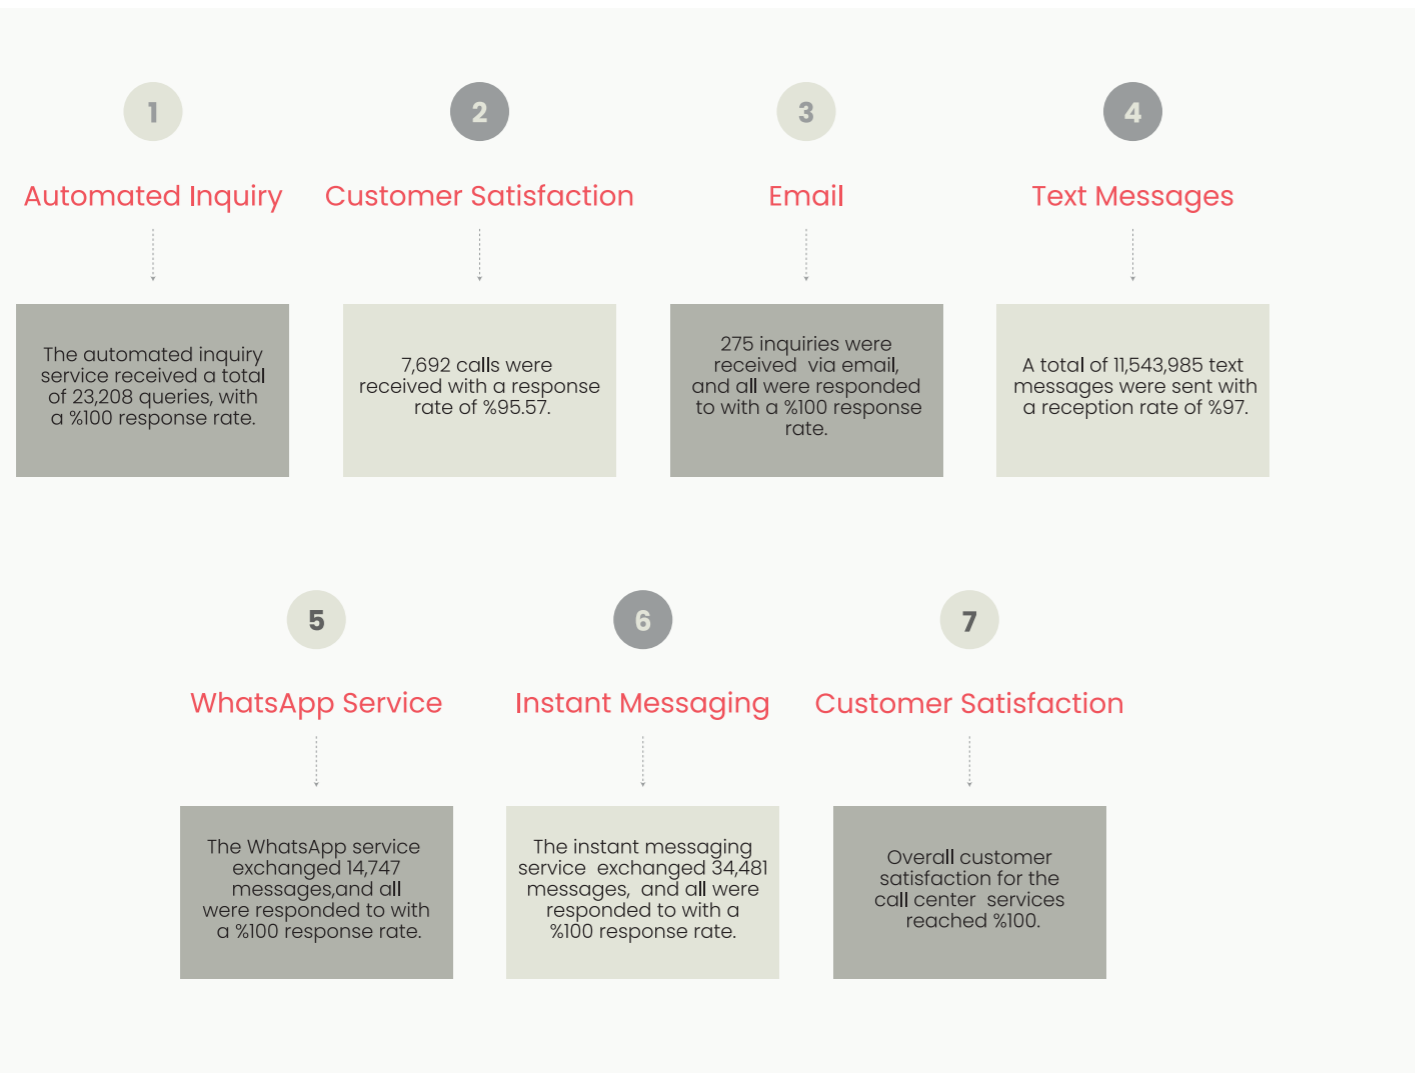 1
Automated Inquiry
The automated inquiry
service received a total
of 23,208 queries, with
a %100 response rate.
2
Customer Satisfaction
7,692 calls were
received with a response
rate of %95.57.
3
Email
275 inquiries were
received  via email,
and all were responded
to with a %100 response
rate.
4
Text Messages
A total of 11,543,985 text
messages were sent with
a reception rate of %97.
5
WhatsApp Service
The WhatsApp service
exchanged 14,747
messages,and all
were responded to with
a %100 response rate.
6
Instant Messaging
The instant messaging
service  exchanged 34,481
messages,  and all were
responded to with a
%100 response rate.
7
Customer Satisfaction
Overall customer
satisfaction for the
call center  services
reached %100.